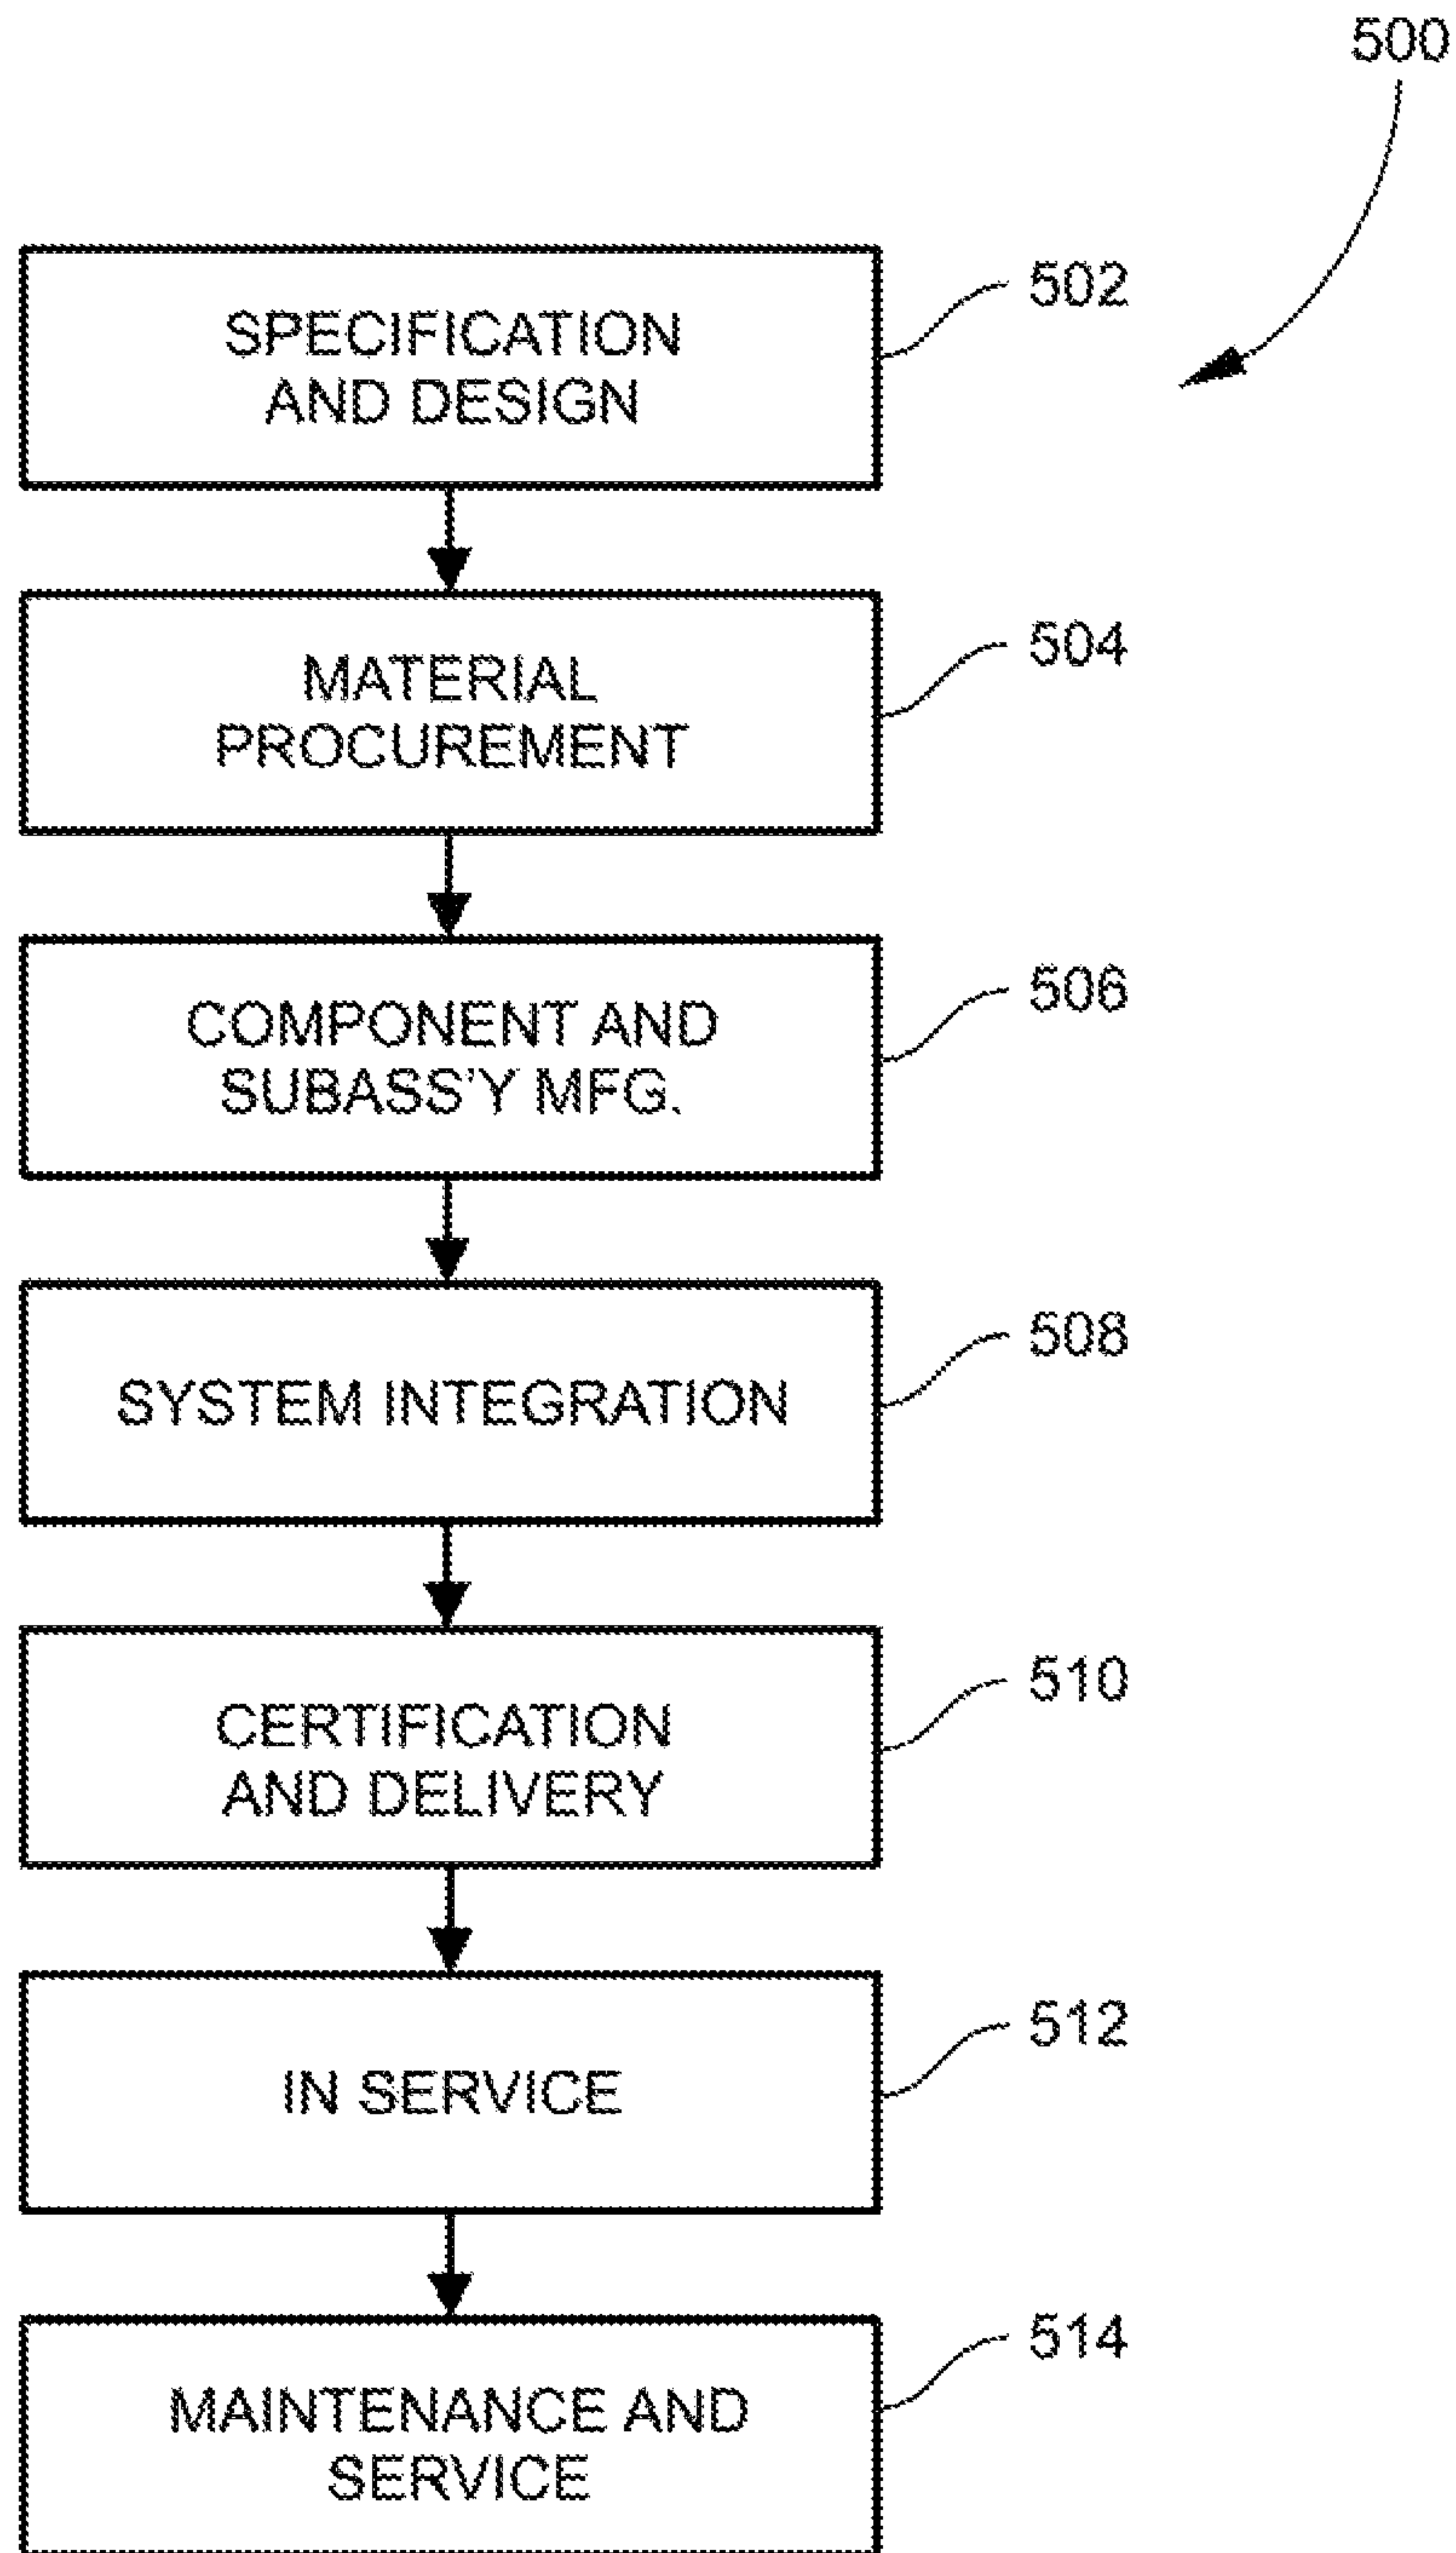 500
SPECIFICATION
AND DESIGN
502
MATERIAL
PROCUREMENT
504
COMPONENT AND
SUBASS'Y MFG.
506
SYSTEM INTEGRATION
508
CERTIFICATION
AND DELIVERY
510
IN SERVICE
512
MAINTENANCE AND
SERVICE
514